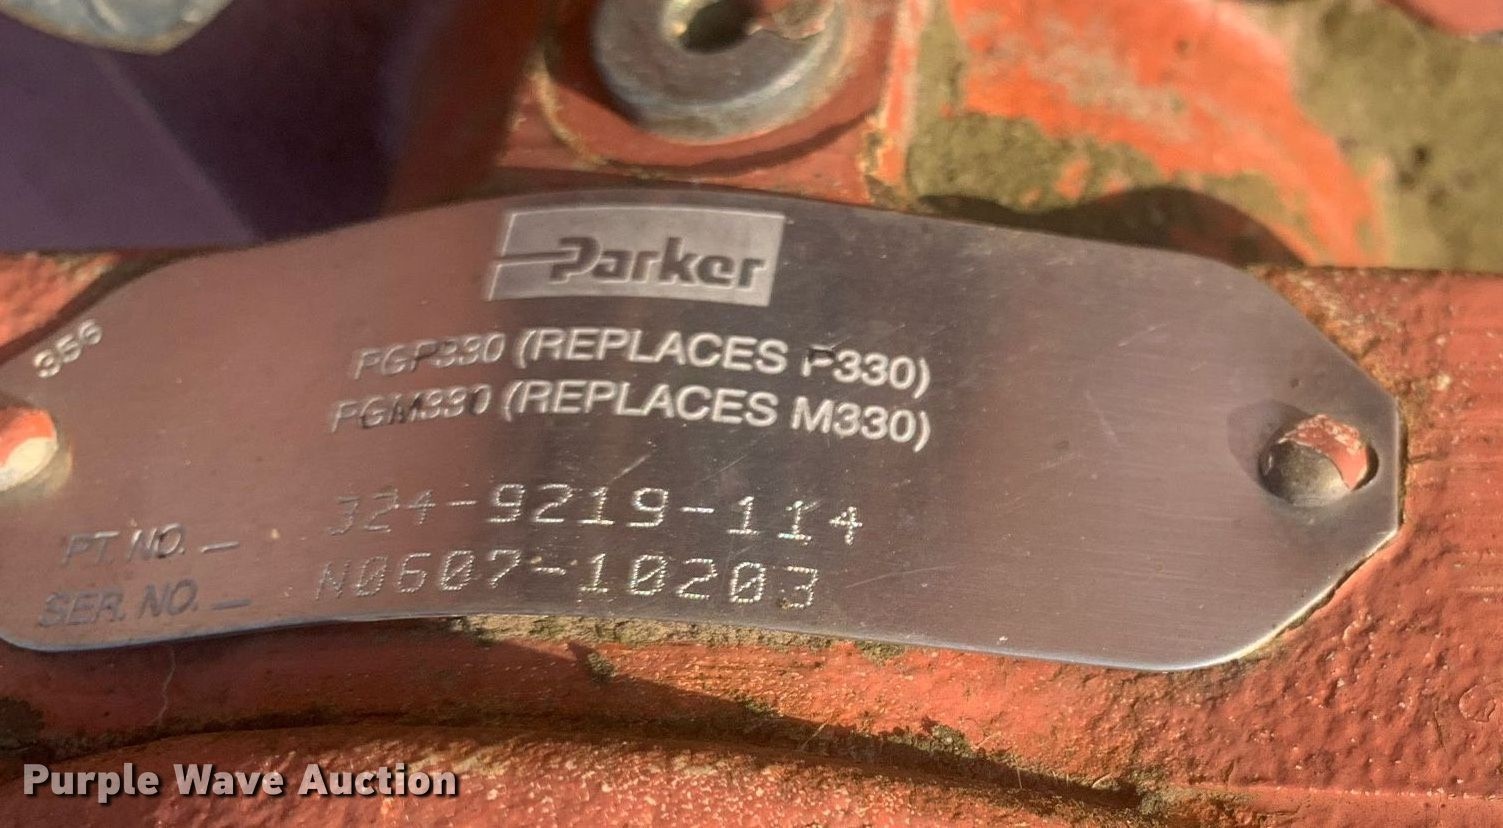 Parker
356
PGP330 (REPLACES P330)
PGM330 (REPLACES M330)
PT. NO. – 324-9219-114
SER. NO. – N0607-10203
Purple Wave Auction